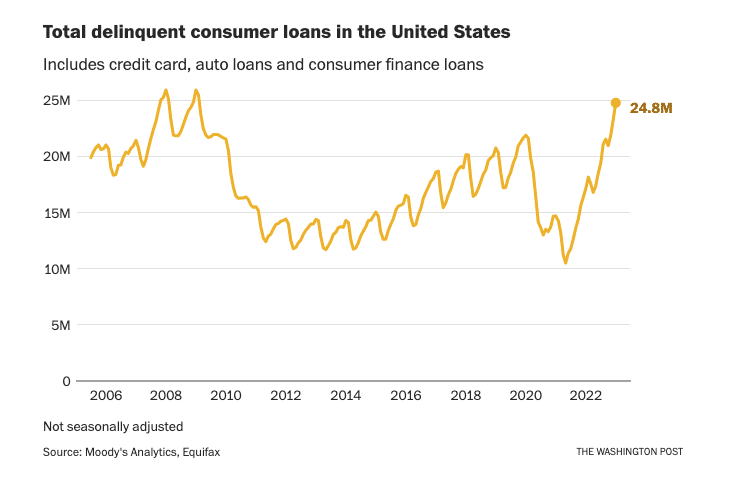 Total delinquent consumer loans in the United States
Includes credit card, auto loans and consumer finance loans
25M
24.8M
20M
15M
10M
5M
0
2006 2008 2010 2012 2014 2016 2018 2020 2022
Not seasonally adjusted
Source: Moody's Analytics, Equifax
THE WASHINGTON POST